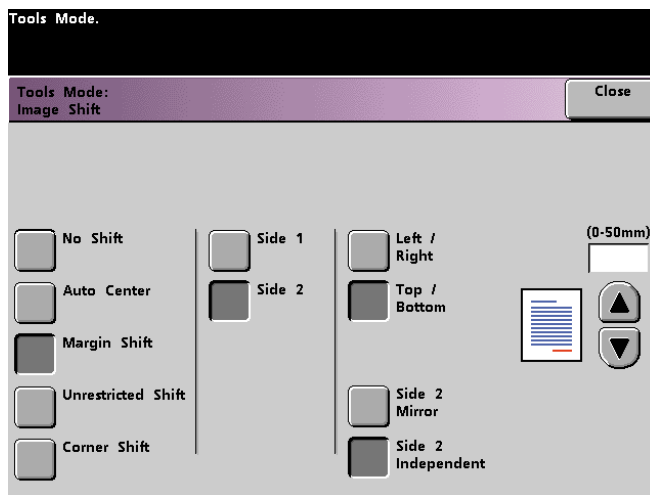 Tools Mode.
Tools Mode:
Image Shift
Close
No Shift
Auto Center
Margin Shift
Unrestricted Shift
Corner Shift
Side 1
Side 2
Left /
Right
Top /
Bottom
Side 2
Mirror
Side 2
Independent
(0-50mm)